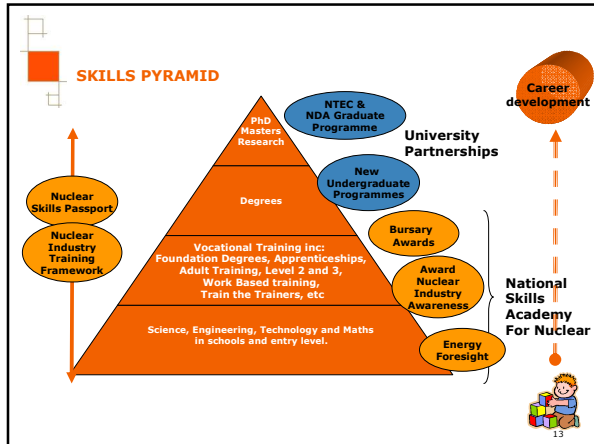 SKILLS PYRAMID
Career
development
PhD
Masters
Research
NTEC &
NDA Graduate
Programme
University
Partnerships
Degrees
New
Undergraduate
Programmes
Nuclear
Skills Passport
Nuclear
Industry
Training
Framework
Vocational Training inc:
Foundation Degrees, Apprenticeships,
Adult Training, Level 2 and 3,
Work Based training,
Train the Trainers, etc
Bursary
Awards
Award
Nuclear
Industry
Awareness
National
Skills
Academy
For Nuclear
Science, Engineering, Technology and Maths
in schools and entry level.
Energy
Foresight
13